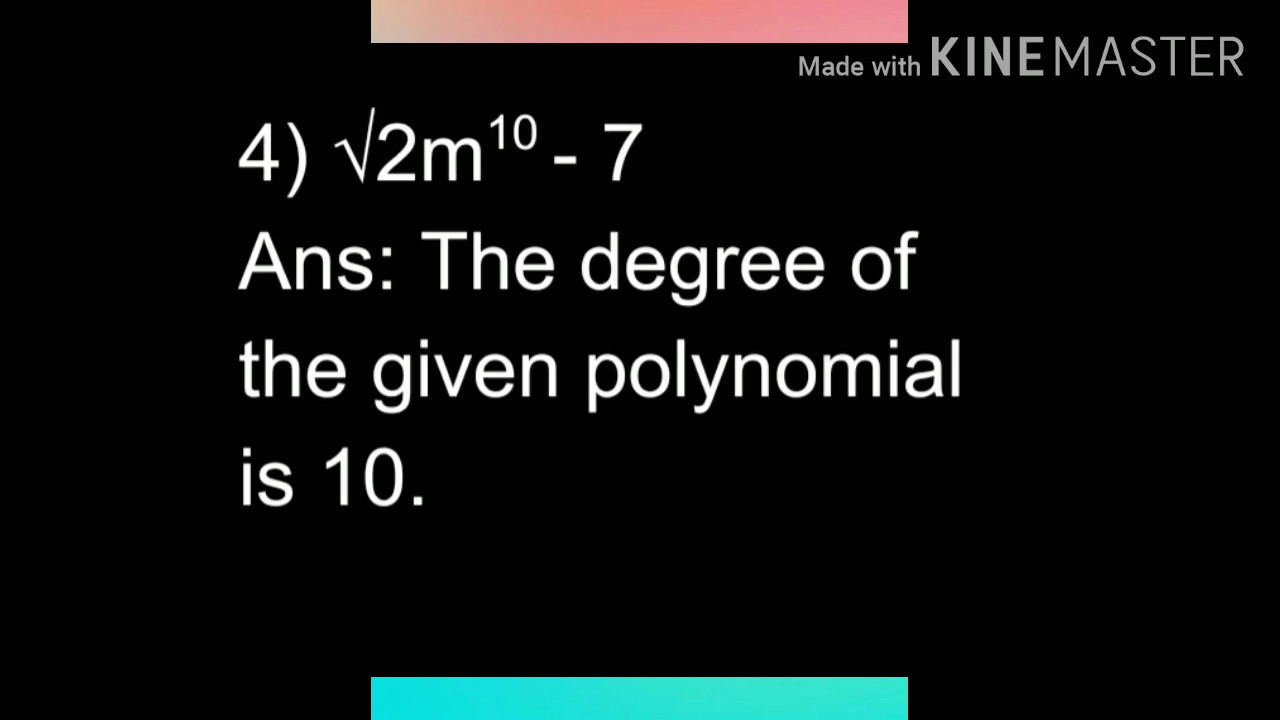 Made with KINEMASTER
4) √2m¹⁰ - 7
Ans: The degree of
the given polynomial
is 10.